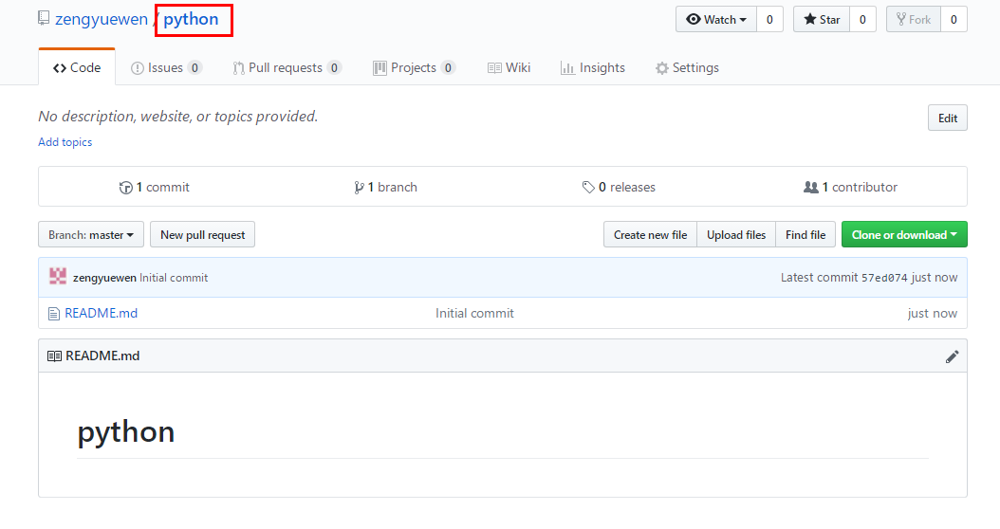 zengyuewen / python Watch 0 Star 0 Fork 0
Code Issues 0 Pull requests 0 Projects 0 Wiki Insights Settings
No description, website, or topics provided. Edit
Add topics
1 commit 1 branch 0 releases 1 contributor
Branch: master New pull request Create new file Upload files Find file Clone or download
zengyuewen Initial commit Latest commit 57ed074 just now
README.md Initial commit just now
README.md
python